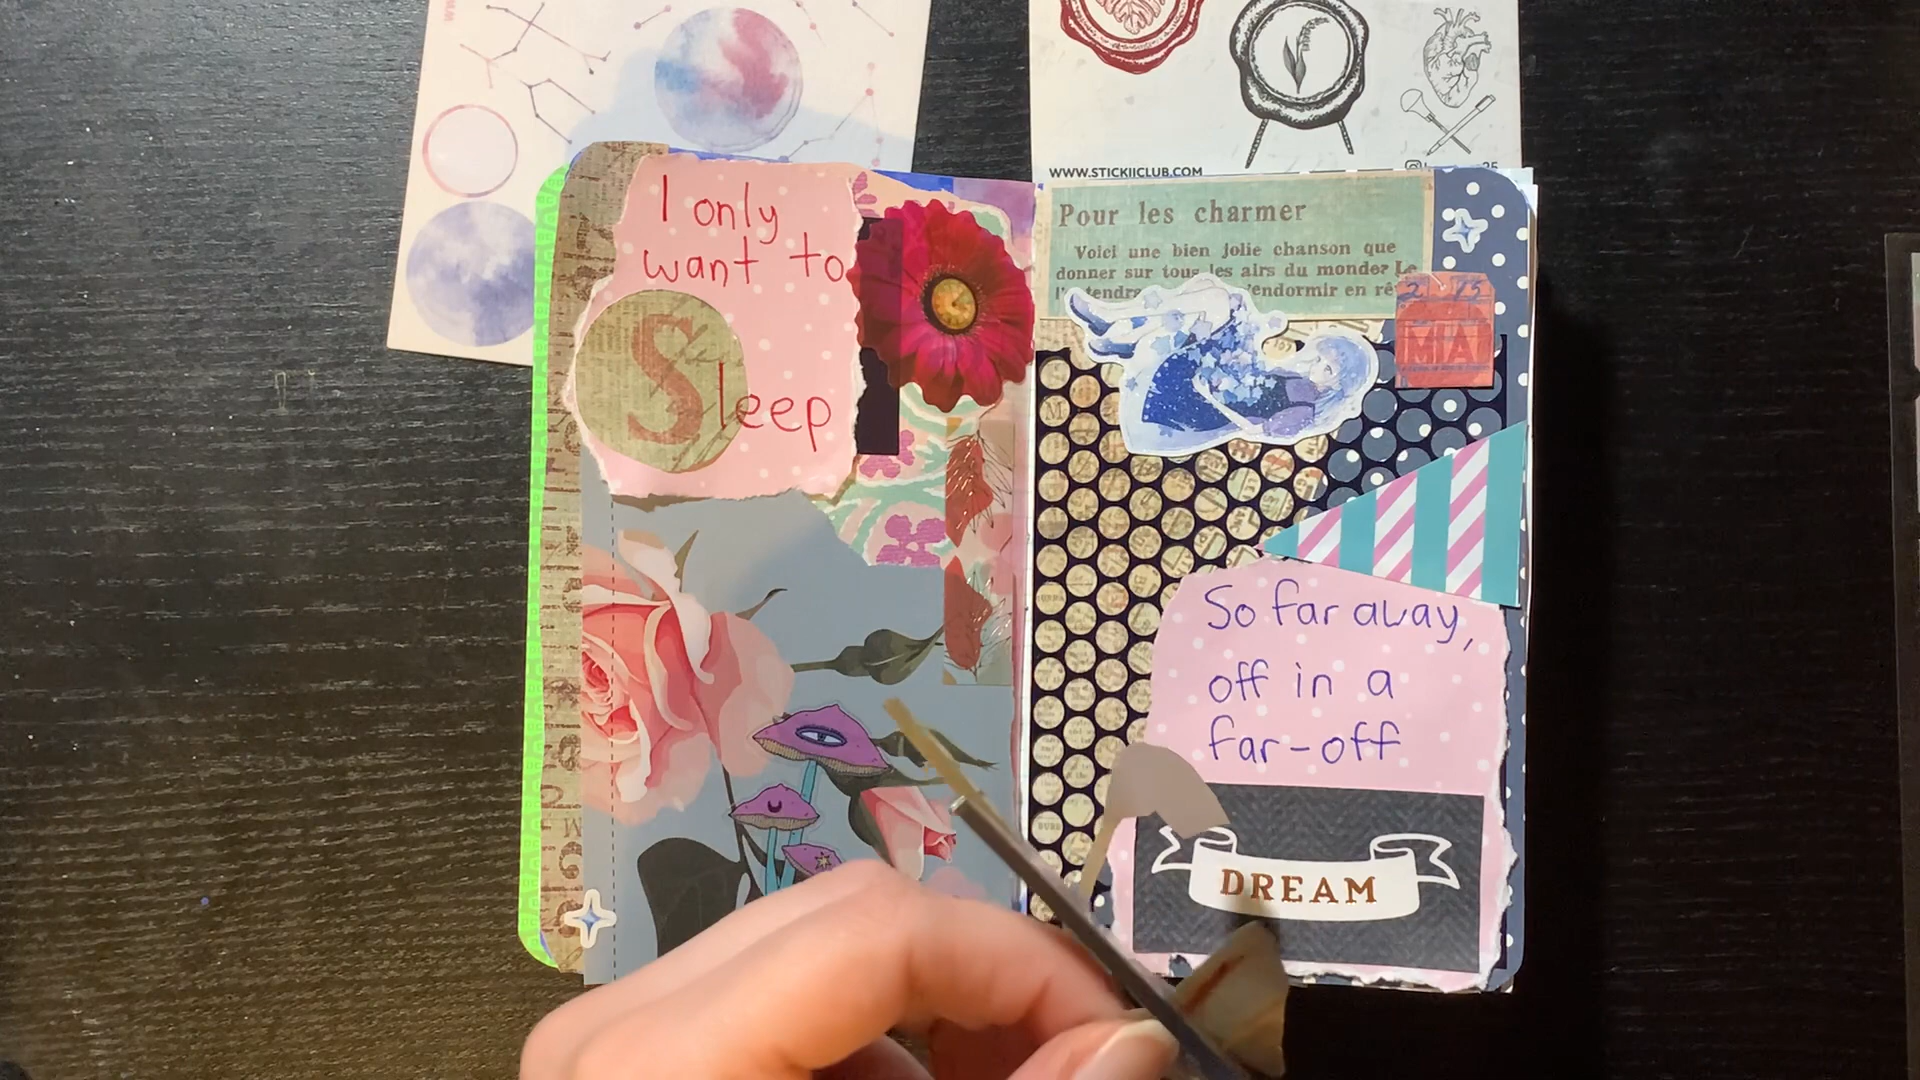 WWW.STICKIICLUB.COM
I only
want to
Sleep
Pour les charmer
Voici une bien jolie chanson que
donner sur tous les airs du monde? Le
s'endormir en
MIA
So far away,
off in a
far-off
DREAM